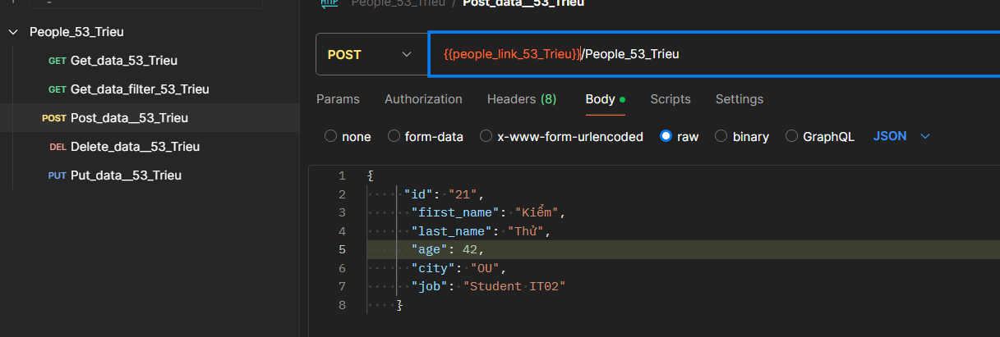 People_53_Trieu / Post_data__53_Trieu
People_53_Trieu
GET Get_data_53_Trieu
GET Get_data_filter_53_Trieu
POST Post_data__53_Trieu
DEL Delete_data__53_Trieu
PUT Put_data__53_Trieu
POST {{people_link_53_Trieu}}/People_53_Trieu
Params Authorization Headers (8) Body Scripts Settings
none form-data x-www-form-urlencoded raw binary GraphQL JSON
1 {
2 "id": "21",
3 "first_name": "Kiểm",
4 "last_name": "Thử",
5 "age": 42,
6 "city": "OU",
7 "job": "Student IT02"
8 }